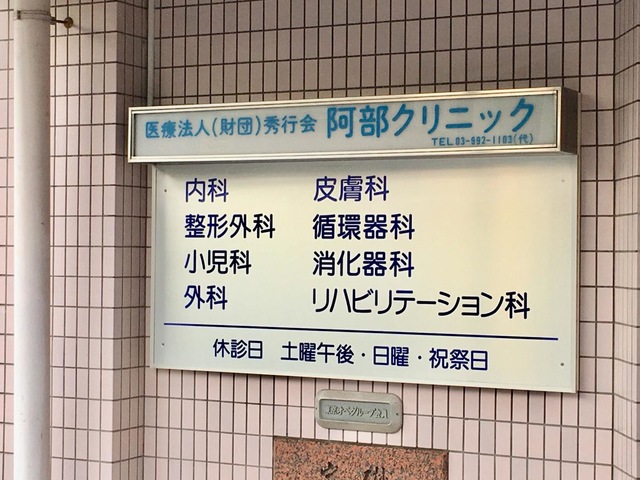 医療法人(財団)秀行会 阿部クリニック
TEL 03-692-1103(代)
内科 皮膚科
整形外科 循環器科
小児科 消化器科
外科 リハビリテーション科
休診日 土曜午後・日曜・祝祭日